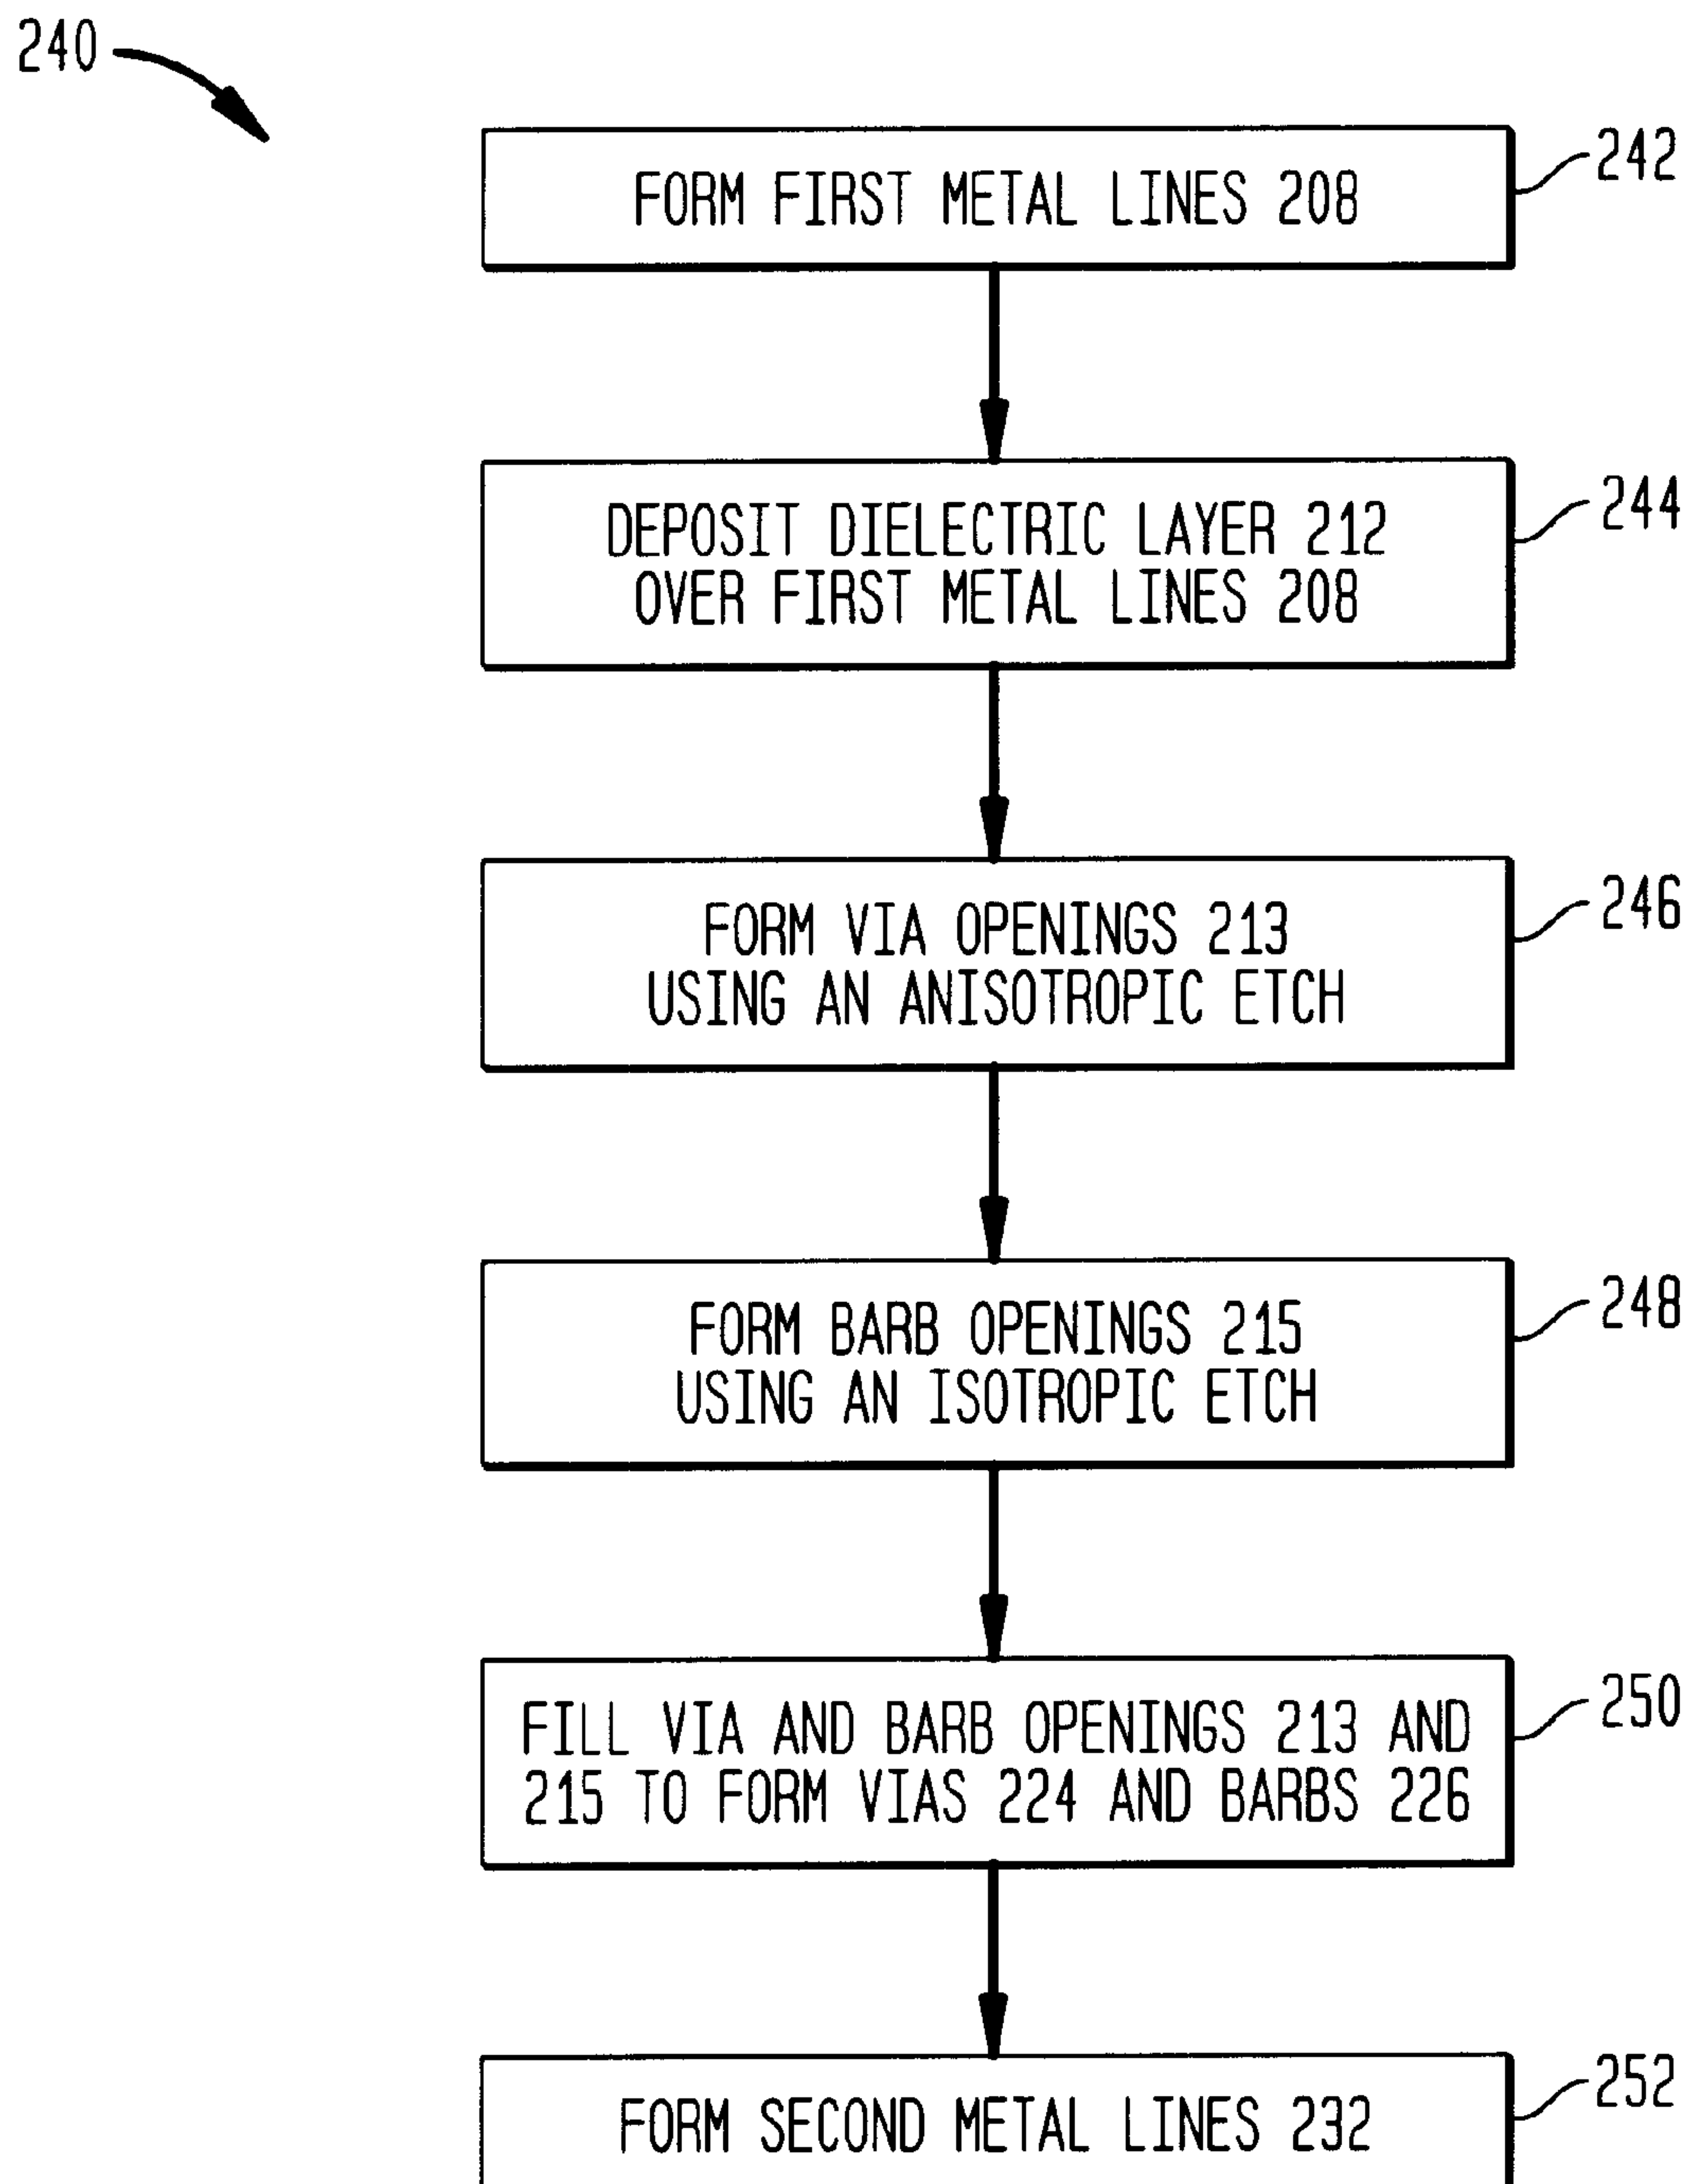 240
FORM FIRST METAL LINES 208
242
DEPOSIT DIELECTRIC LAYER 212
OVER FIRST METAL LINES 208
244
FORM VIA OPENINGS 213
USING AN ANISOTROPIC ETCH
246
FORM BARB OPENINGS 215
USING AN ISOTROPIC ETCH
248
FILL VIA AND BARB OPENINGS 213 AND
215 TO FORM VIAS 224 AND BARBS 226
250
FORM SECOND METAL LINES 232
252